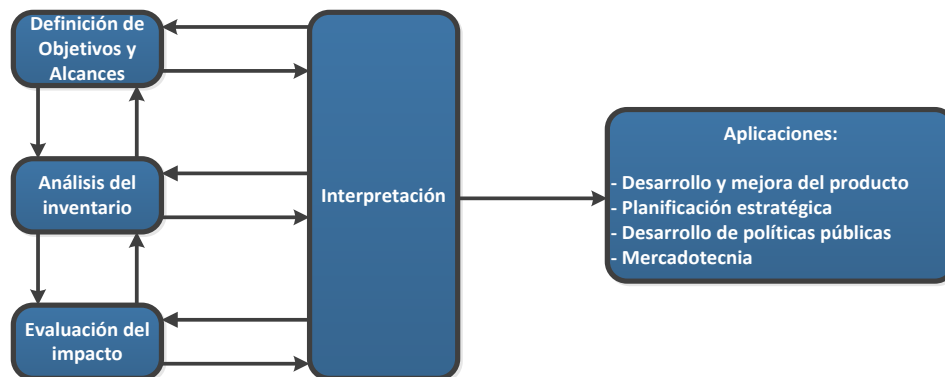 Definición de
Objetivos y
Alcances
Análisis del
inventario
Evaluación del
impacto
Interpretación
Aplicaciones:
- Desarrollo y mejora del producto
- Planificación estratégica
- Desarrollo de políticas públicas
- Mercadotecnia